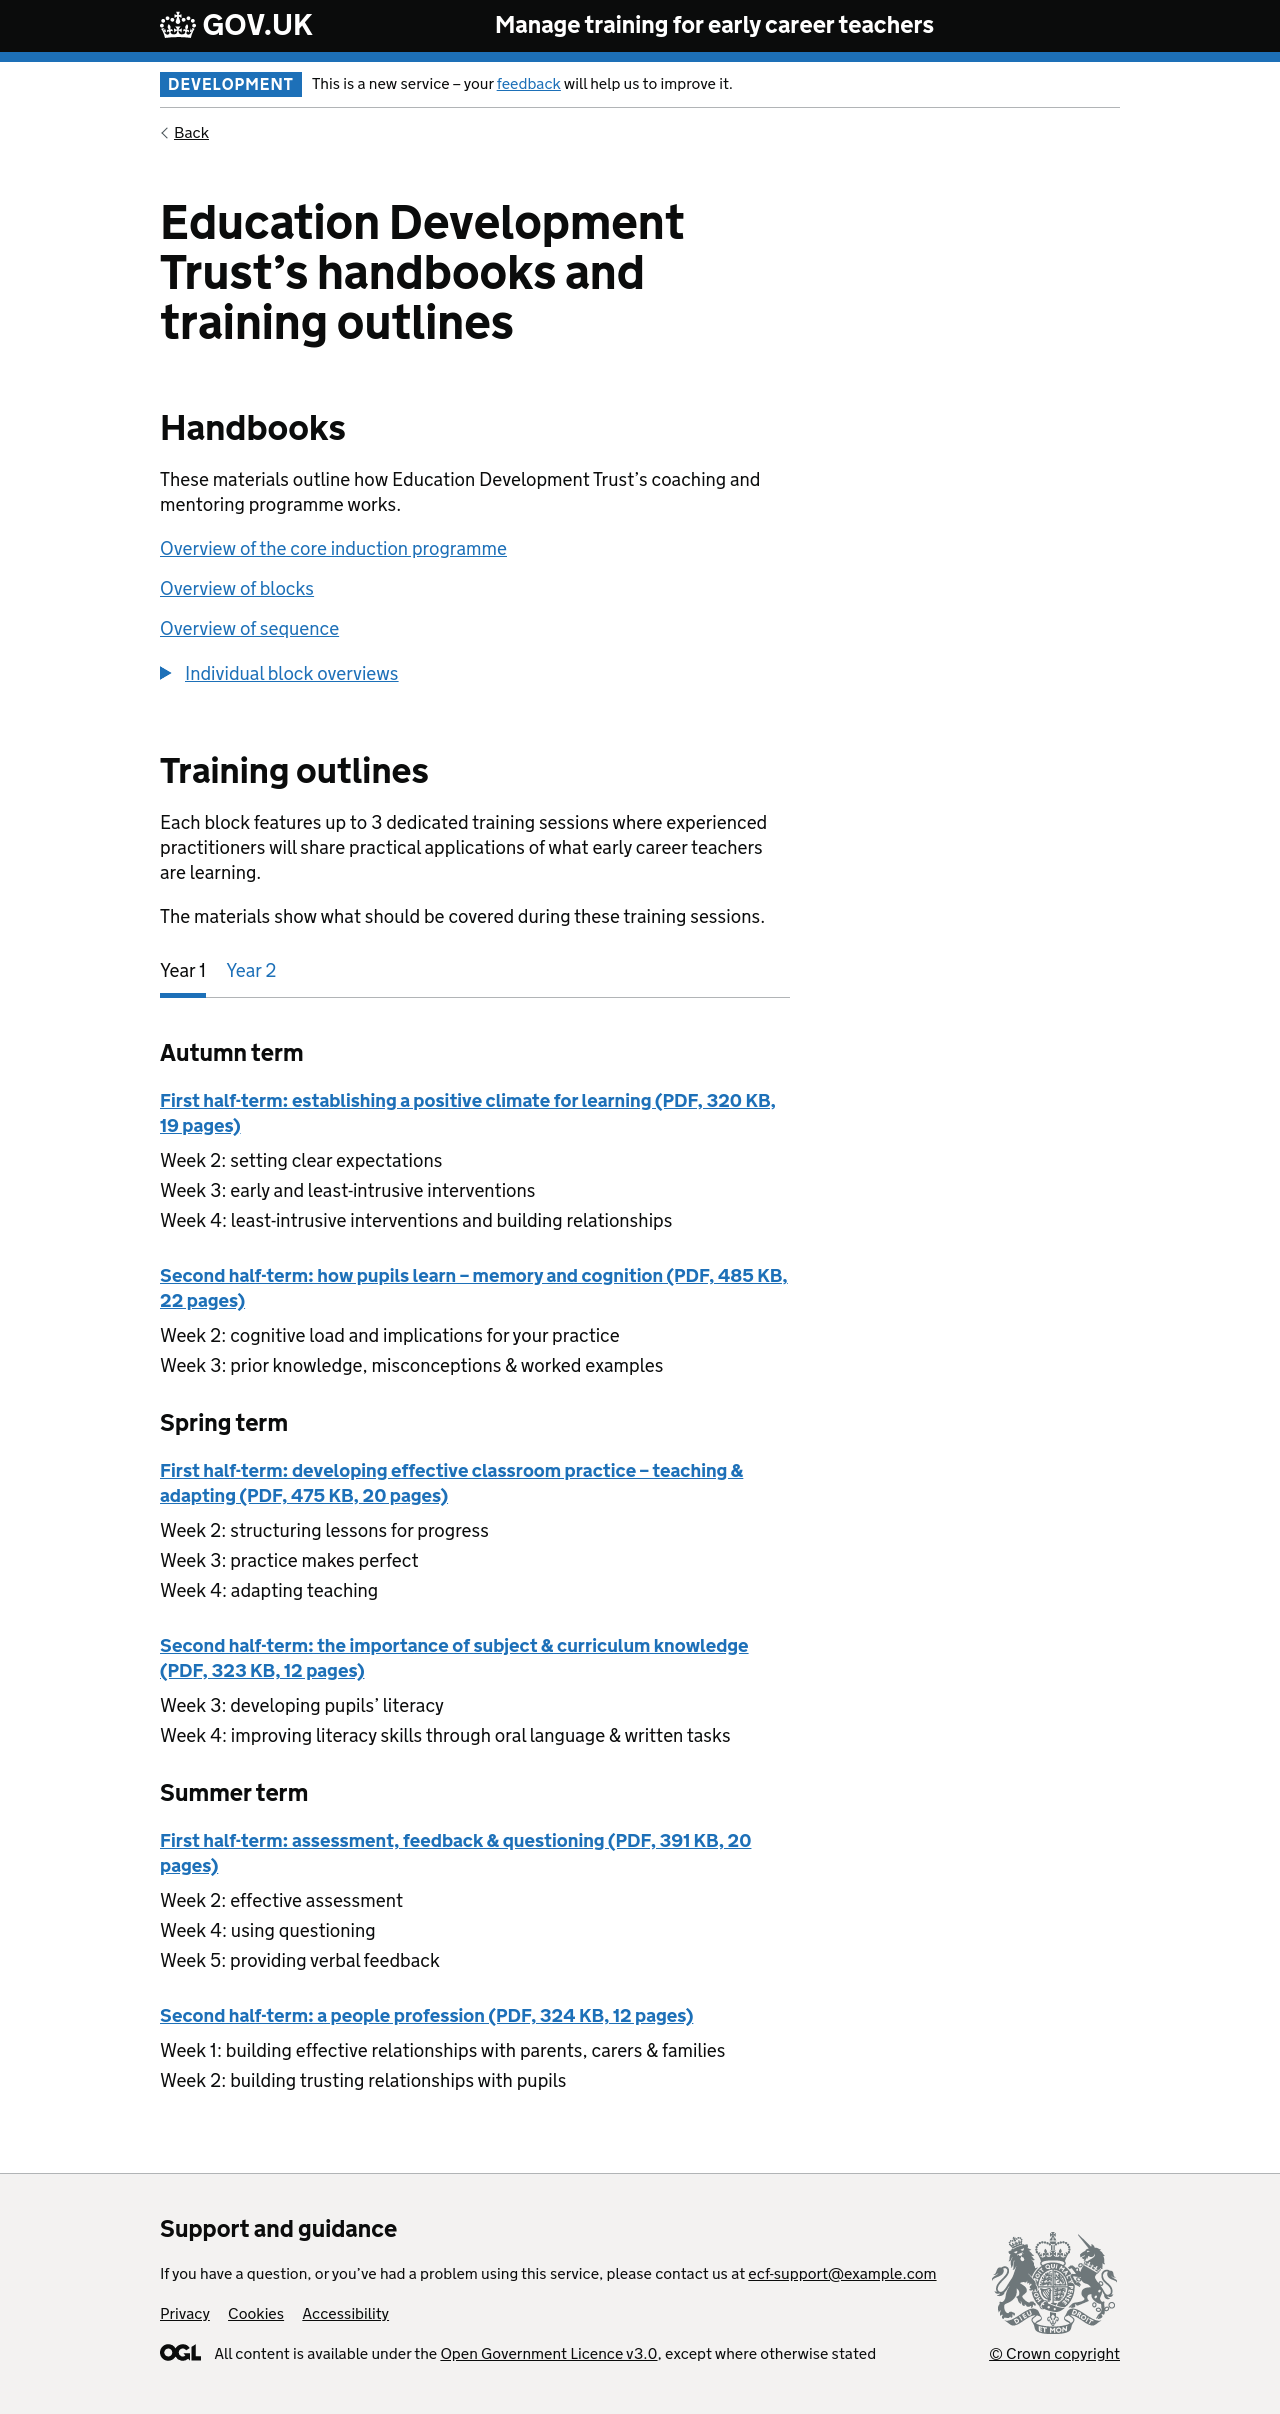 GOV.UK
Manage training for early career teachers
DEVELOPMENT
This is a new service – your feedback will help us to improve it.
Back
Education Development
Trust’s handbooks and
training outlines
Handbooks
These materials outline how Education Development Trust’s coaching and
mentoring programme works.
Overview of the core induction programme
Overview of blocks
Overview of sequence
Individual block overviews
Training outlines
Each block features up to 3 dedicated training sessions where experienced
practitioners will share practical applications of what early career teachers
are learning.
The materials show what should be covered during these training sessions.
Year 1
Year 2
Autumn term
First half-term: establishing a positive climate for learning (PDF, 320 KB,
19 pages)
Week 2: setting clear expectations
Week 3: early and least-intrusive interventions
Week 4: least-intrusive interventions and building relationships
Second half-term: how pupils learn – memory and cognition (PDF, 485 KB,
22 pages)
Week 2: cognitive load and implications for your practice
Week 3: prior knowledge, misconceptions & worked examples
Spring term
First half-term: developing effective classroom practice – teaching &
adapting (PDF, 475 KB, 20 pages)
Week 2: structuring lessons for progress
Week 3: practice makes perfect
Week 4: adapting teaching
Second half-term: the importance of subject & curriculum knowledge
(PDF, 323 KB, 12 pages)
Week 3: developing pupils’ literacy
Week 4: improving literacy skills through oral language & written tasks
Summer term
First half-term: assessment, feedback & questioning (PDF, 391 KB, 20
pages)
Week 2: effective assessment
Week 4: using questioning
Week 5: providing verbal feedback
Second half-term: a people profession (PDF, 324 KB, 12 pages)
Week 1: building effective relationships with parents, carers & families
Week 2: building trusting relationships with pupils
Support and guidance
If you have a question, or you’ve had a problem using this service, please contact us at ecf-support@example.com
Privacy
Cookies
Accessibility
DIEU ET MON DROIT
OGL
All content is available under the Open Government Licence v3.0, except where otherwise stated
© Crown copyright